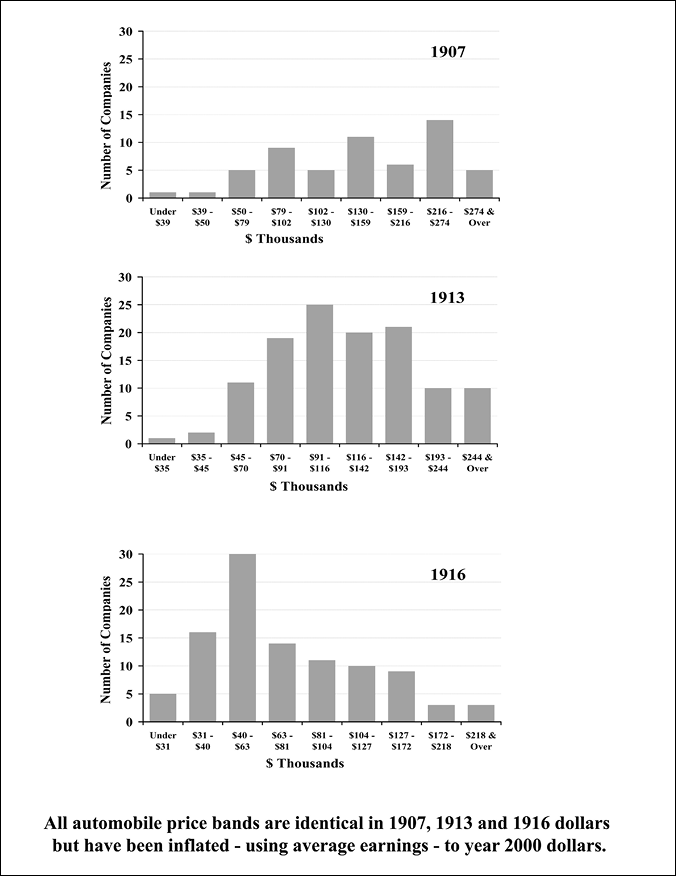 1907
Number of Companies
30
25
20
15
10
5
0
Under $39 - $50 - $79 - $102 - $130 - $159 - $216 - $274 &
$39 $50 $79 $102 $130 $159 $216 $274 Over
$ Thousands
1913
Number of Companies
30
25
20
15
10
5
0
Under $35 - $45 - $70 - $91 - $116 - $142 - $193 - $244 &
$35 $45 $70 $91 $116 $142 $193 $244 Over
$ Thousands
1916
Number of Companies
30
25
20
15
10
5
0
Under $31 - $40 - $63 - $81 - $104 - $127 - $172 - $218 &
$31 $40 $63 $81 $104 $127 $172 $218 Over
$ Thousands
All automobile price bands are identical in 1907, 1913 and 1916 dollars
but have been inflated - using average earnings - to year 2000 dollars.